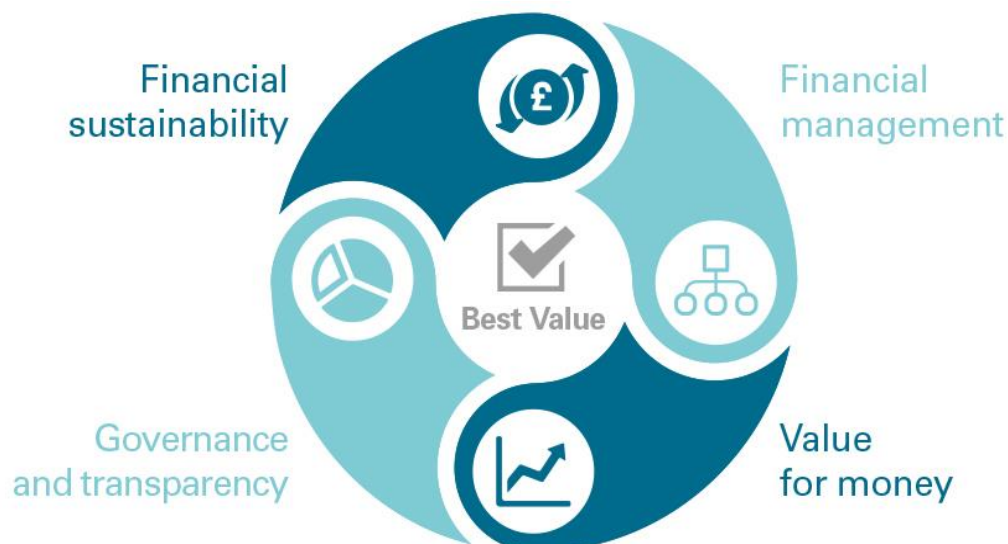 Financial
sustainability
Financial
management
£
Best Value
Governance
and transparency
Value
for money